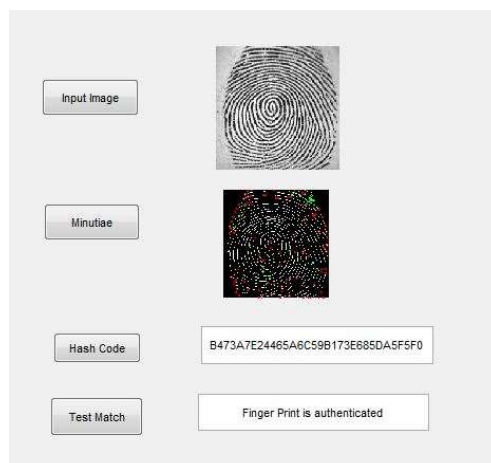 Input Image
Minutiae
Hash Code
B473A7E24465A6C59B173E685DA5F5F0
Test Match
Finger Print is authenticated